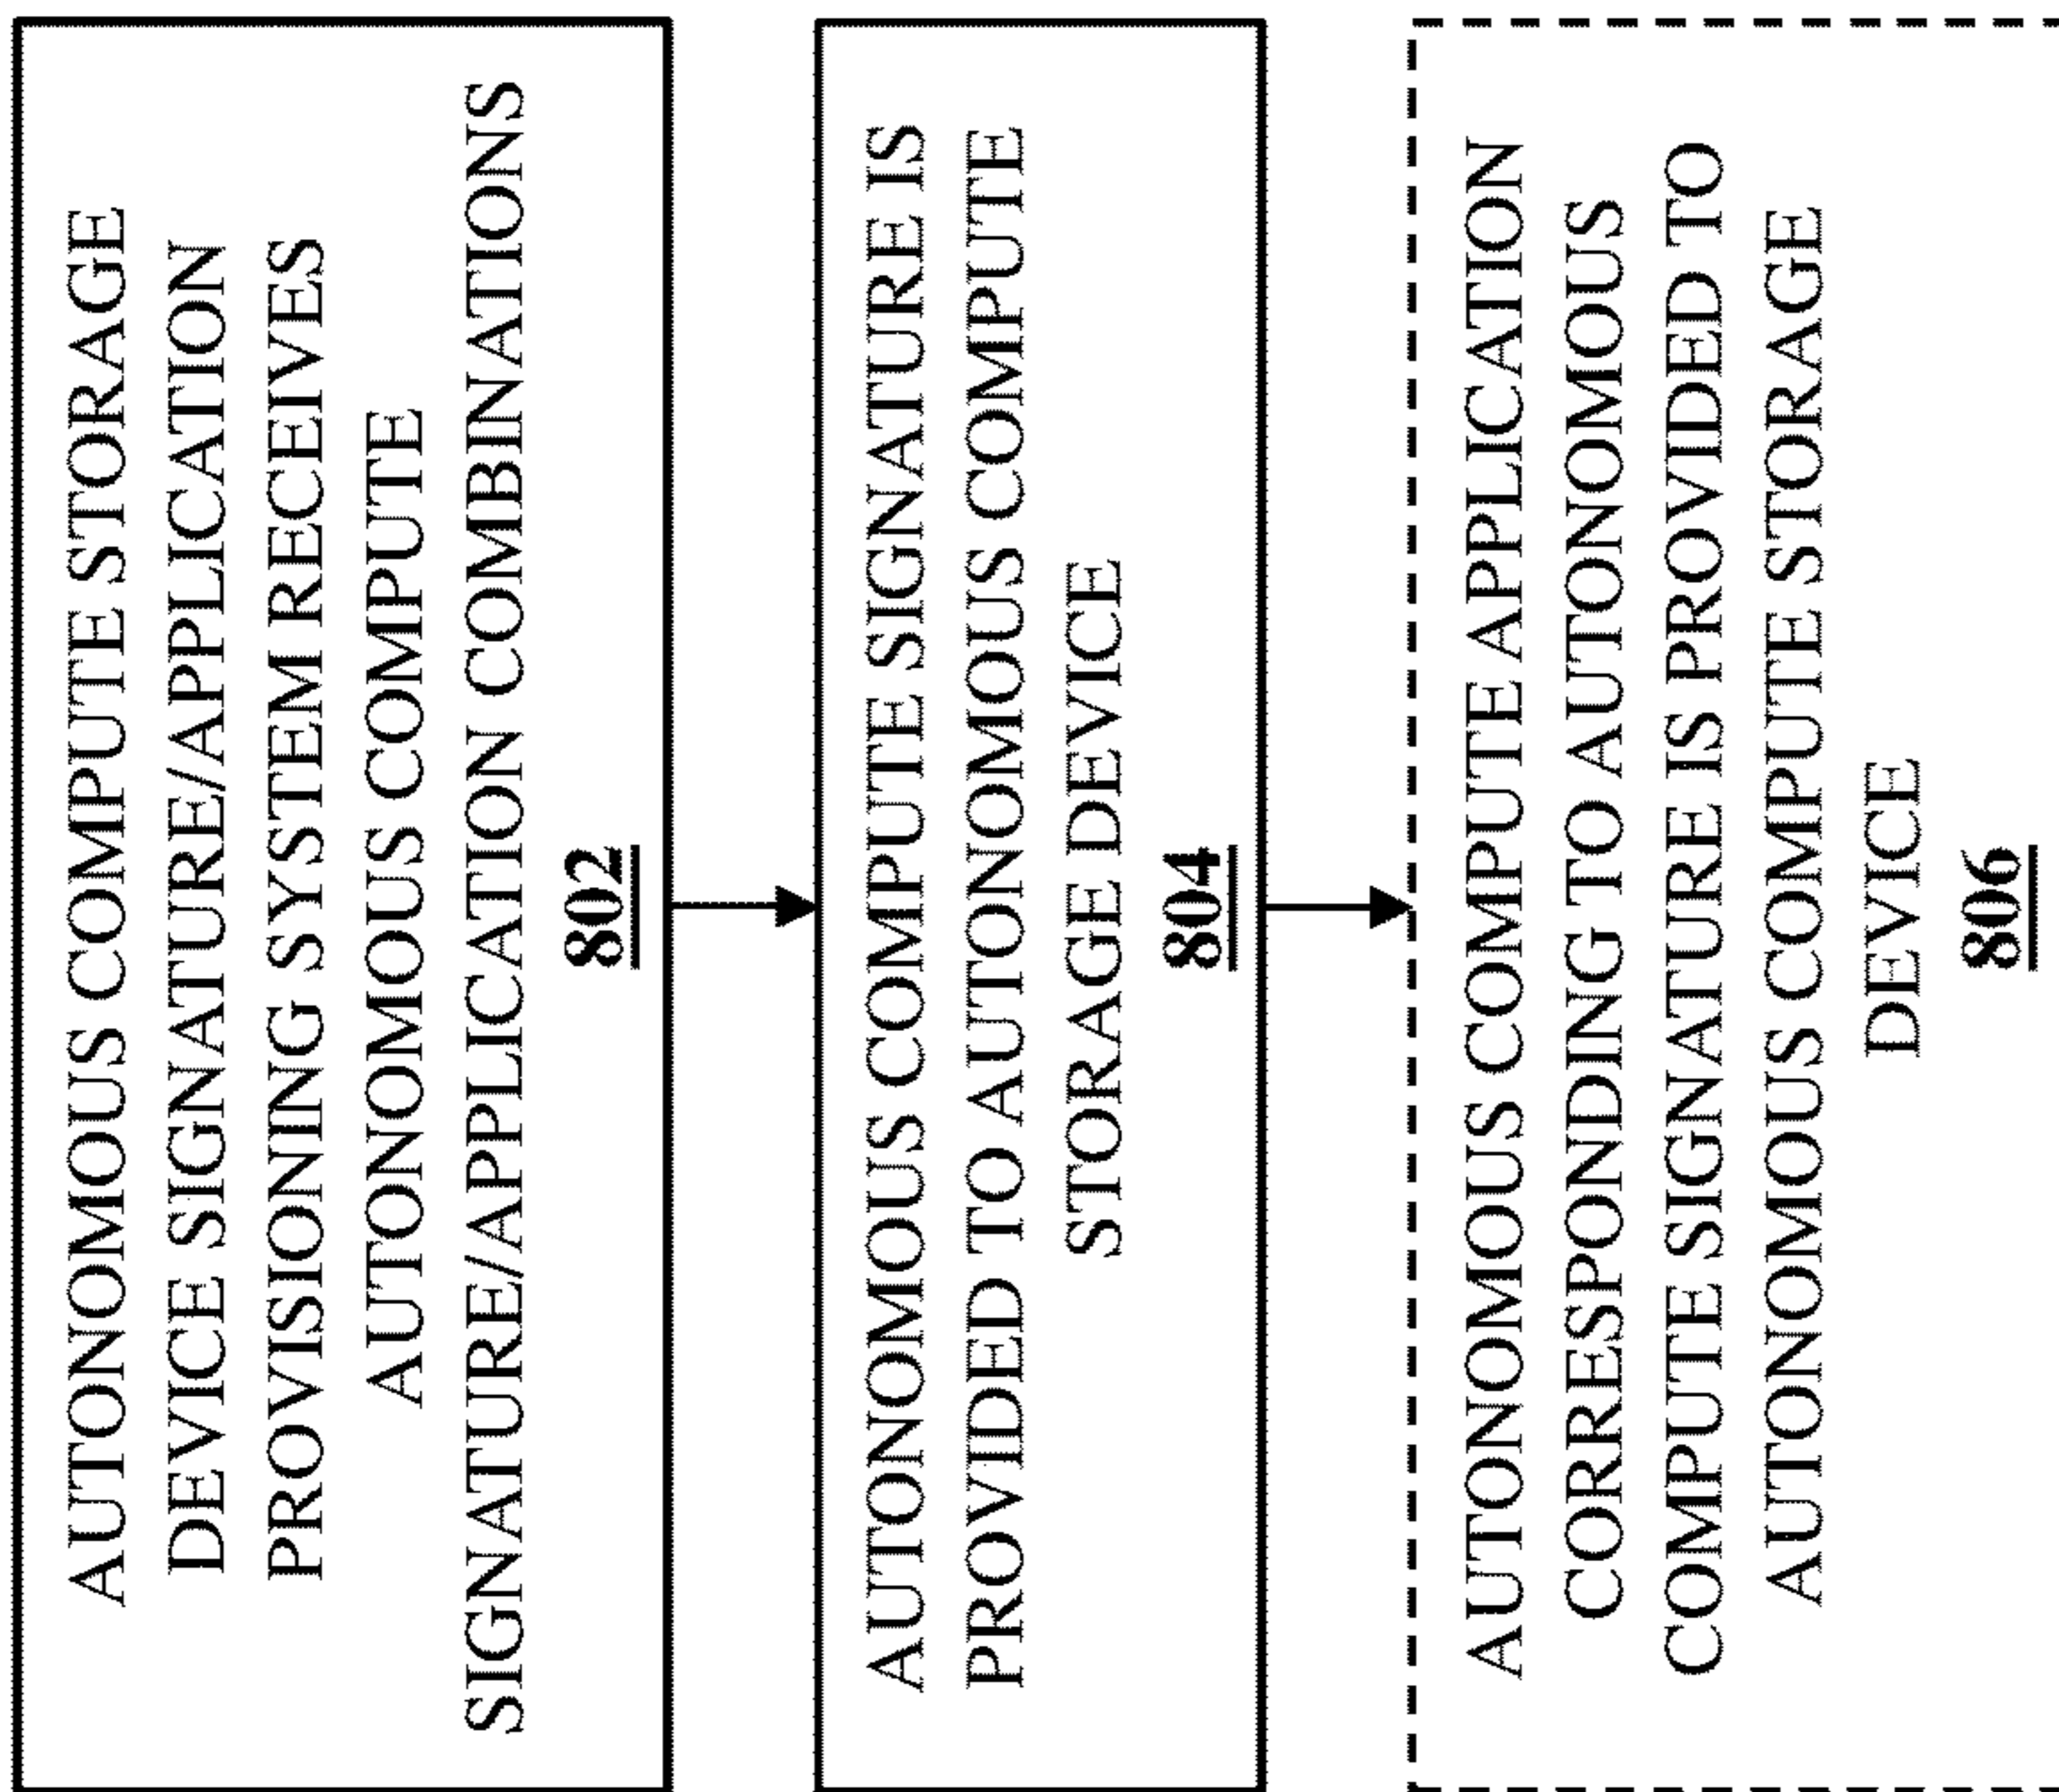 AUTONOMOUS COMPUTE STORAGE
DEVICE SIGNATURE/APPLICATION
PROVISIONING SYSTEM RECEIVES
AUTONOMOUS COMPUTE
SIGNATURE/APPLICATION COMBINATIONS
802
AUTONOMOUS COMPUTE SIGNATURE IS
PROVIDED TO AUTONOMOUS COMPUTE
STORAGE DEVICE
804
AUTONOMOUS COMPUTE APPLICATION
CORRESPONDING TO AUTONOMOUS
COMPUTE SIGNATURE IS PROVIDED TO
AUTONOMOUS COMPUTE STORAGE
DEVICE
806